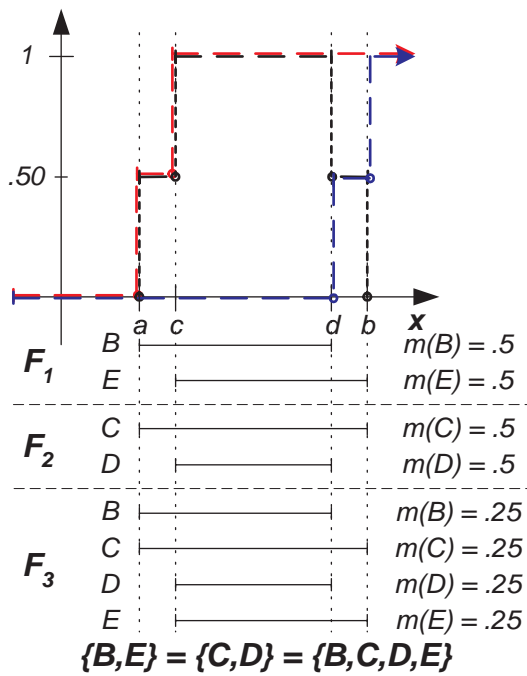 1
.50
a c d b x
F1 B m(B) = .5
E m(E) = .5
F2 C m(C) = .5
D m(D) = .5
F3 B m(B) = .25
C m(C) = .25
D m(D) = .25
E m(E) = .25
{B,E} = {C,D} = {B,C,D,E}